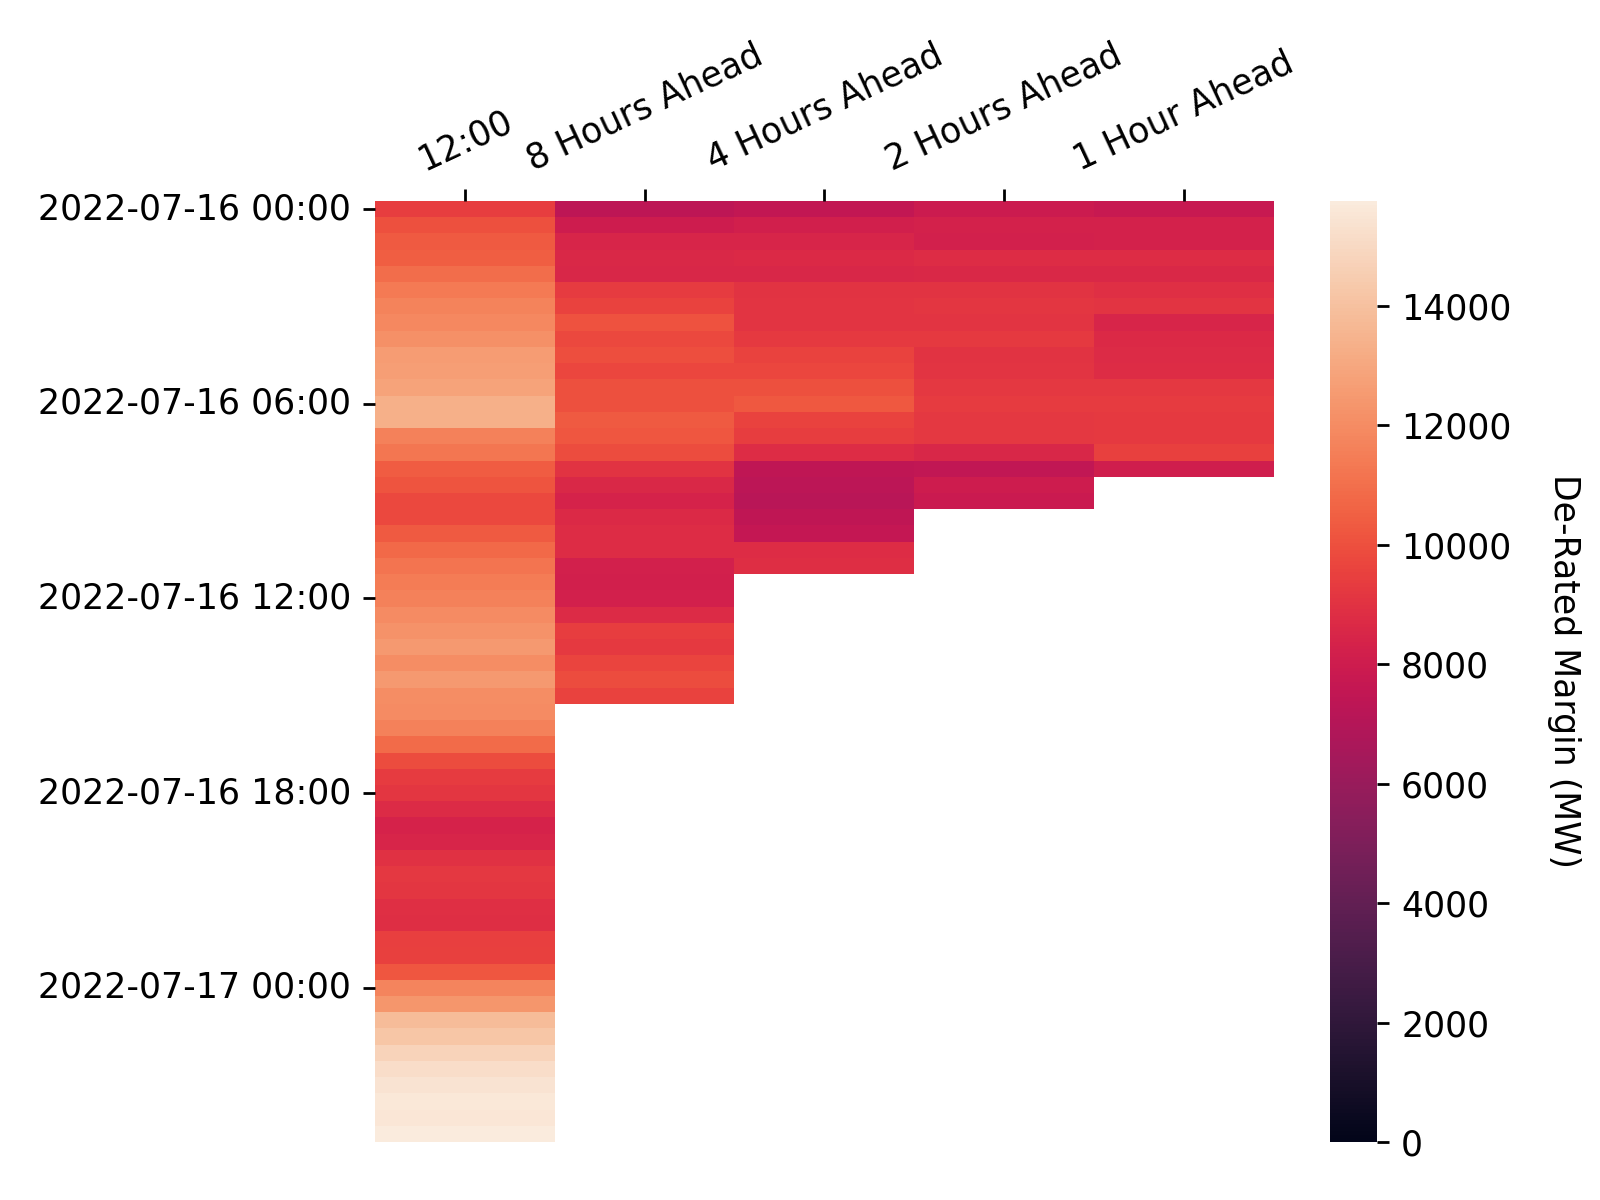 12:00
8 Hours Ahead
4 Hours Ahead
2 Hours Ahead
1 Hour Ahead
2022-07-16 00:00
2022-07-16 06:00
2022-07-16 12:00
2022-07-16 18:00
2022-07-17 00:00
14000
12000
10000
8000
6000
4000
2000
0
De-Rated Margin (MW)